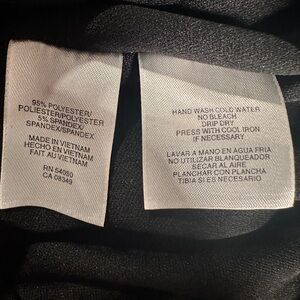 95% POLYESTER/
POLIESTER/POLYESTER
5% SPANDEX/
SPANDEX/SPANDEX
MADE IN VIETNAM
HECHO EN VIETNAM
FAIT AU VIETNAM
RN 54050
CA 08349
HAND WASH COLD WATER
NO BLEACH
DRIP DRY
PRESS WITH COOL IRON
IF NECESSARY
LAVAR A MANO EN AGUA FRIA
NO UTILIZAR BLANQUEADOR
SECAR AL AIRE
PLANCHAR CON PLANCHA
TIBIA SI ES NECESARIO